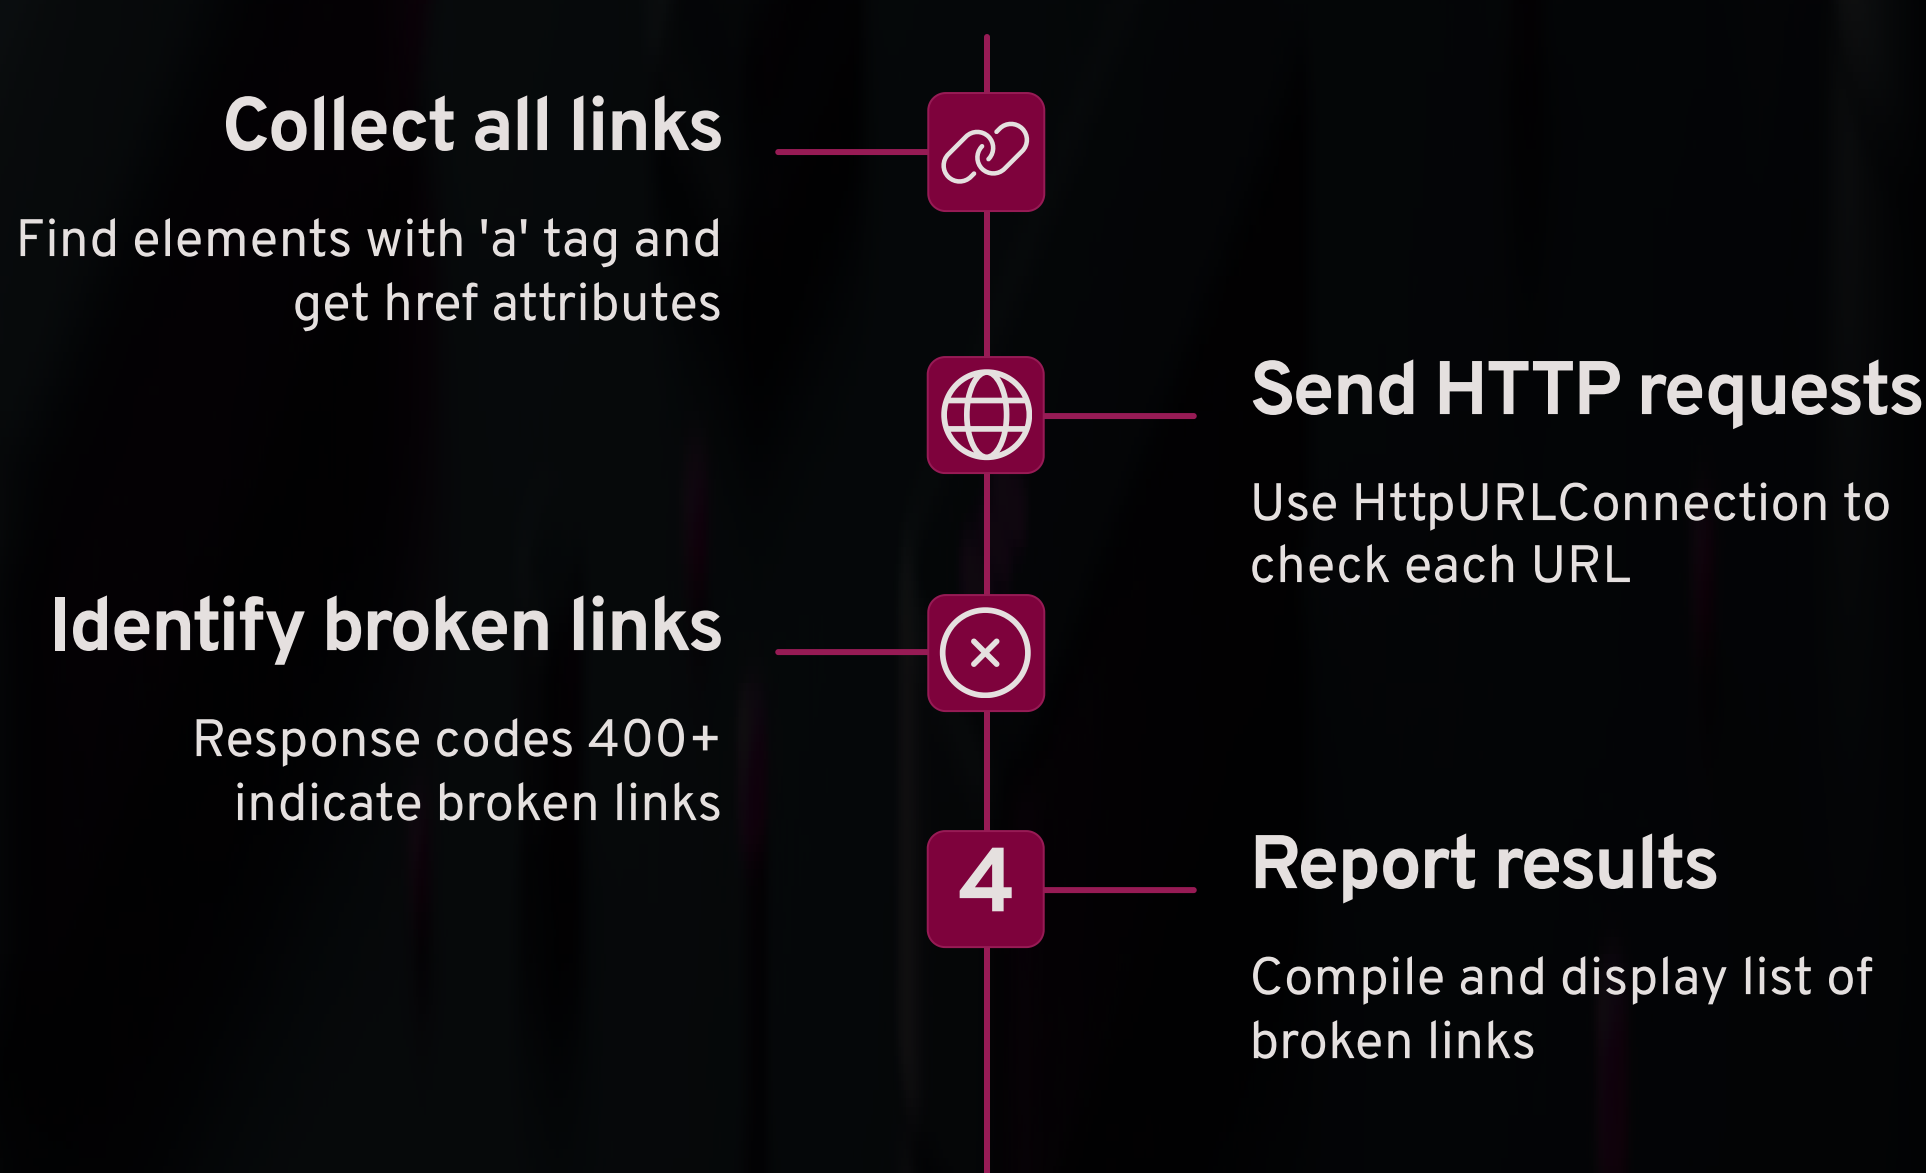 Collect all links
Find elements with 'a' tag and
get href attributes
Send HTTP requests
Use HttpURLConnection to
check each URL
Identify broken links
Response codes 400+
indicate broken links
4
Report results
Compile and display list of
broken links